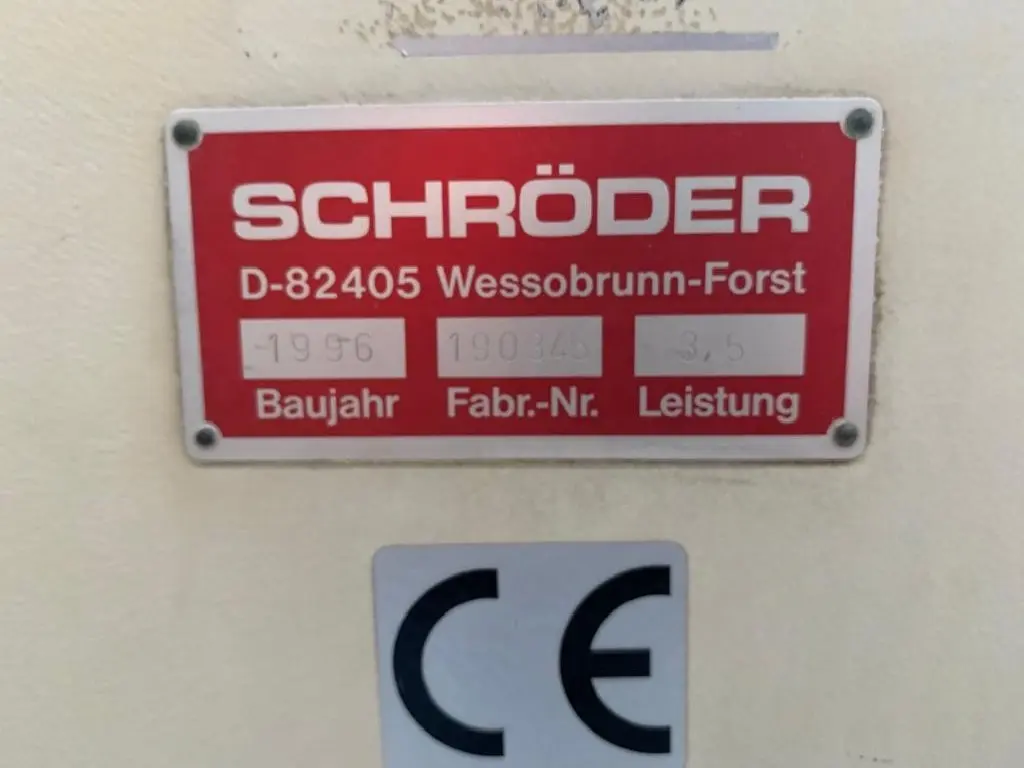 SCHRÖDER
D-82405 Wessobrunn-Forst
1996 190345 3,5
Baujahr Fabr.-Nr. Leistung
CE